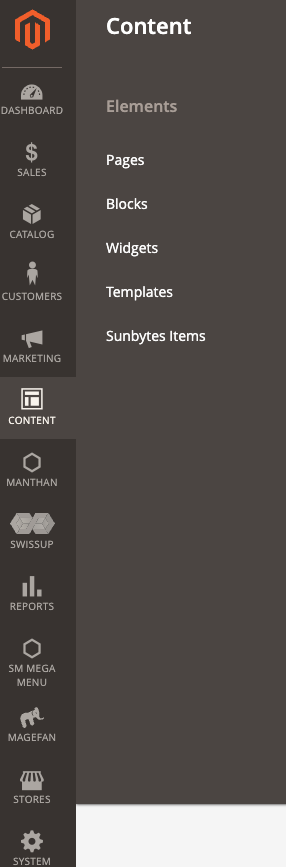 Content
Elements
Pages
Blocks
Widgets
Templates
Sunbytes Items
DASHBOARD
$
SALES
CATALOG
CUSTOMERS
MARKETING
CONTENT
MANTHAN
SWISSUP
REPORTS
SM MEGA
MENU
MAGEFAN
STORES
SYSTEM